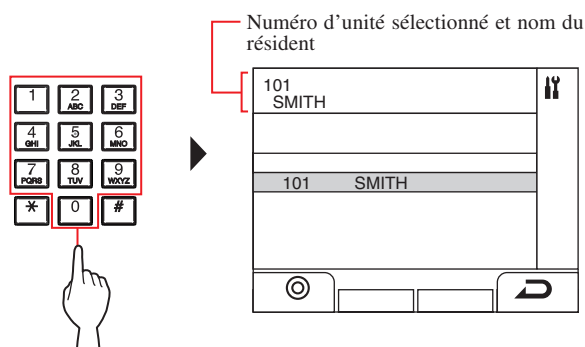 Numéro d'unité sélectionné et nom du
résident
1 2 3
ABC DEF
4 5 6
GHI JKL MNO
7 8 9
PQRS TUV WXYZ
* 0 #
101
SMITH
101 SMITH